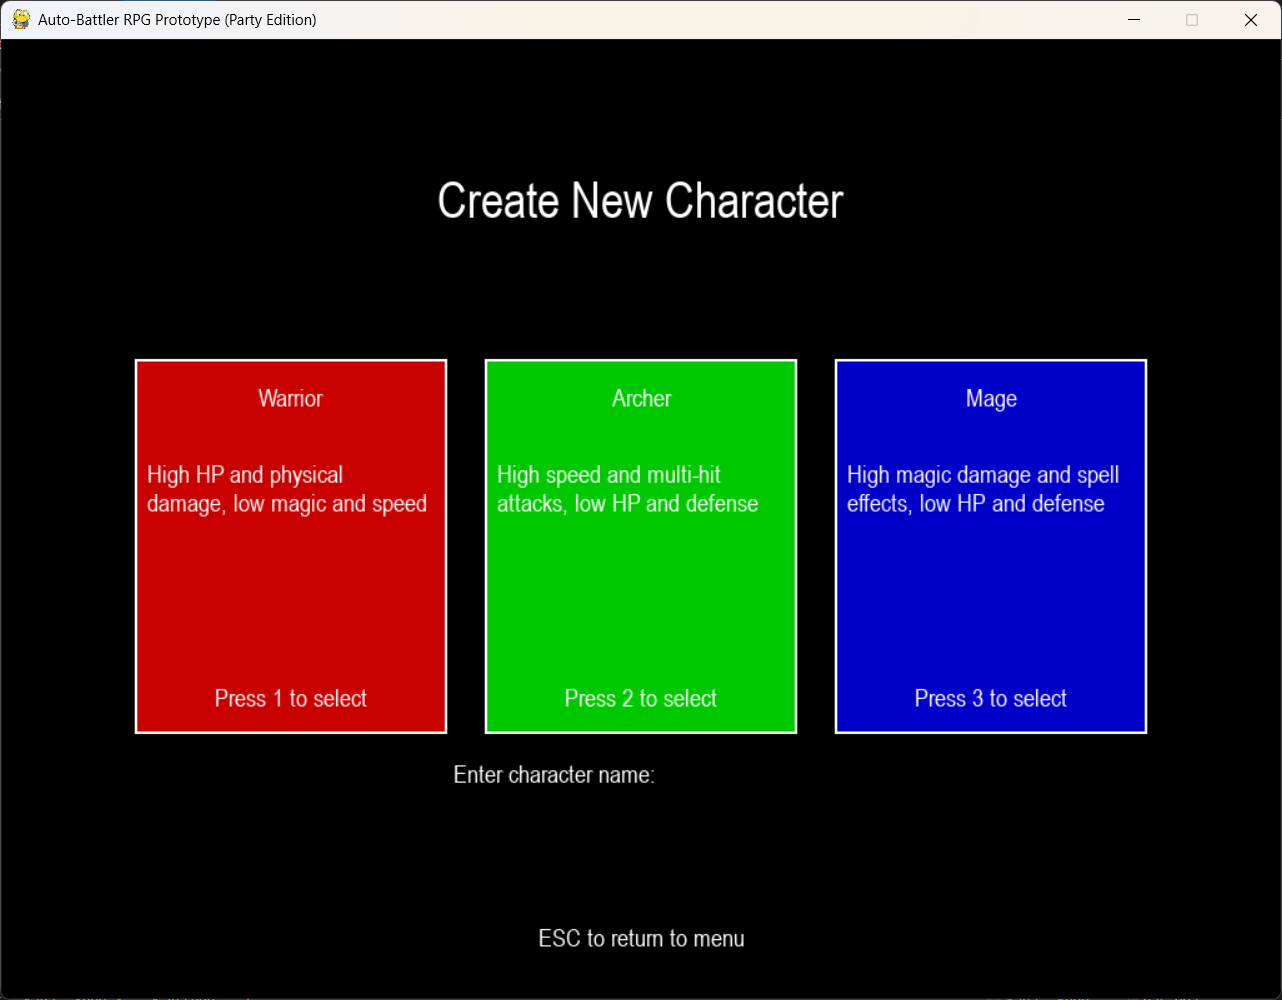 Auto-Battler RPG Prototype (Party Edition)
Create New Character
Warrior
High HP and physical
damage, low magic and speed
Press 1 to select
Archer
High speed and multi-hit
attacks, low HP and defense
Press 2 to select
Mage
High magic damage and spell
effects, low HP and defense
Press 3 to select
Enter character name:
ESC to return to menu